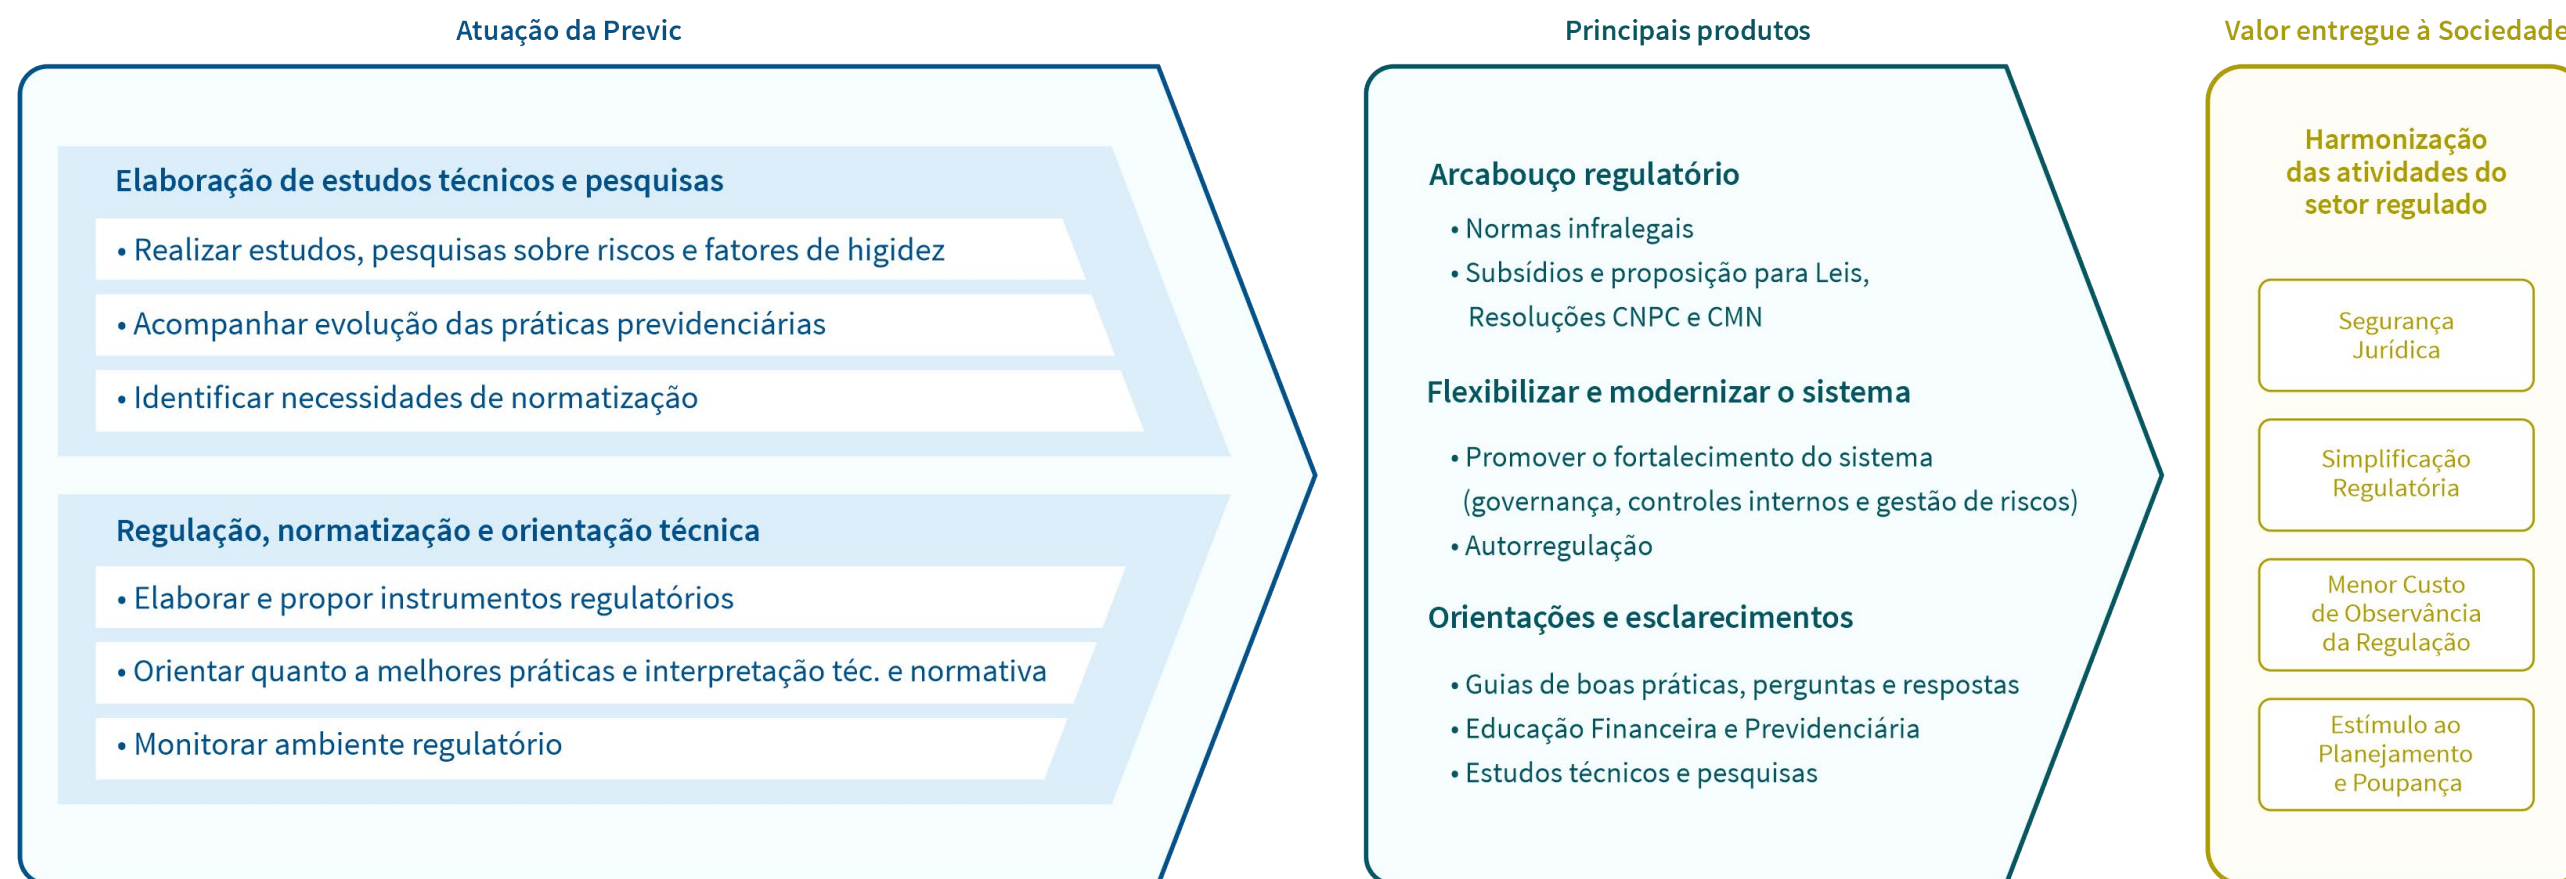 Atuação da Previc
Elaboração de estudos técnicos e pesquisas
• Realizar estudos, pesquisas sobre riscos e fatores de higidez
• Acompanhar evolução das práticas previdenciárias
• Identificar necessidades de normatização
Regulação, normatização e orientação técnica
• Elaborar e propor instrumentos regulatórios
• Orientar quanto a melhores práticas e interpretação téc. e normativa
• Monitorar ambiente regulatório
Principais produtos
Arcabouço regulatório
• Normas infralegais
• Subsídios e proposição para Leis,
Resoluções CNPC e CMN
Flexibilizar e modernizar o sistema
• Promover o fortalecimento do sistema
(governança, controles internos e gestão de riscos)
• Autorregulação
Orientações e esclarecimentos
• Guias de boas práticas, perguntas e respostas
• Educação Financeira e Previdenciária
• Estudos técnicos e pesquisas
Valor entregue à Sociedade
Harmonização
das atividades do
setor regulado
Segurança
Jurídica
Simplificação
Regulatória
Menor Custo
de Observância
da Regulação
Estímulo ao
Planejamento
e Poupança